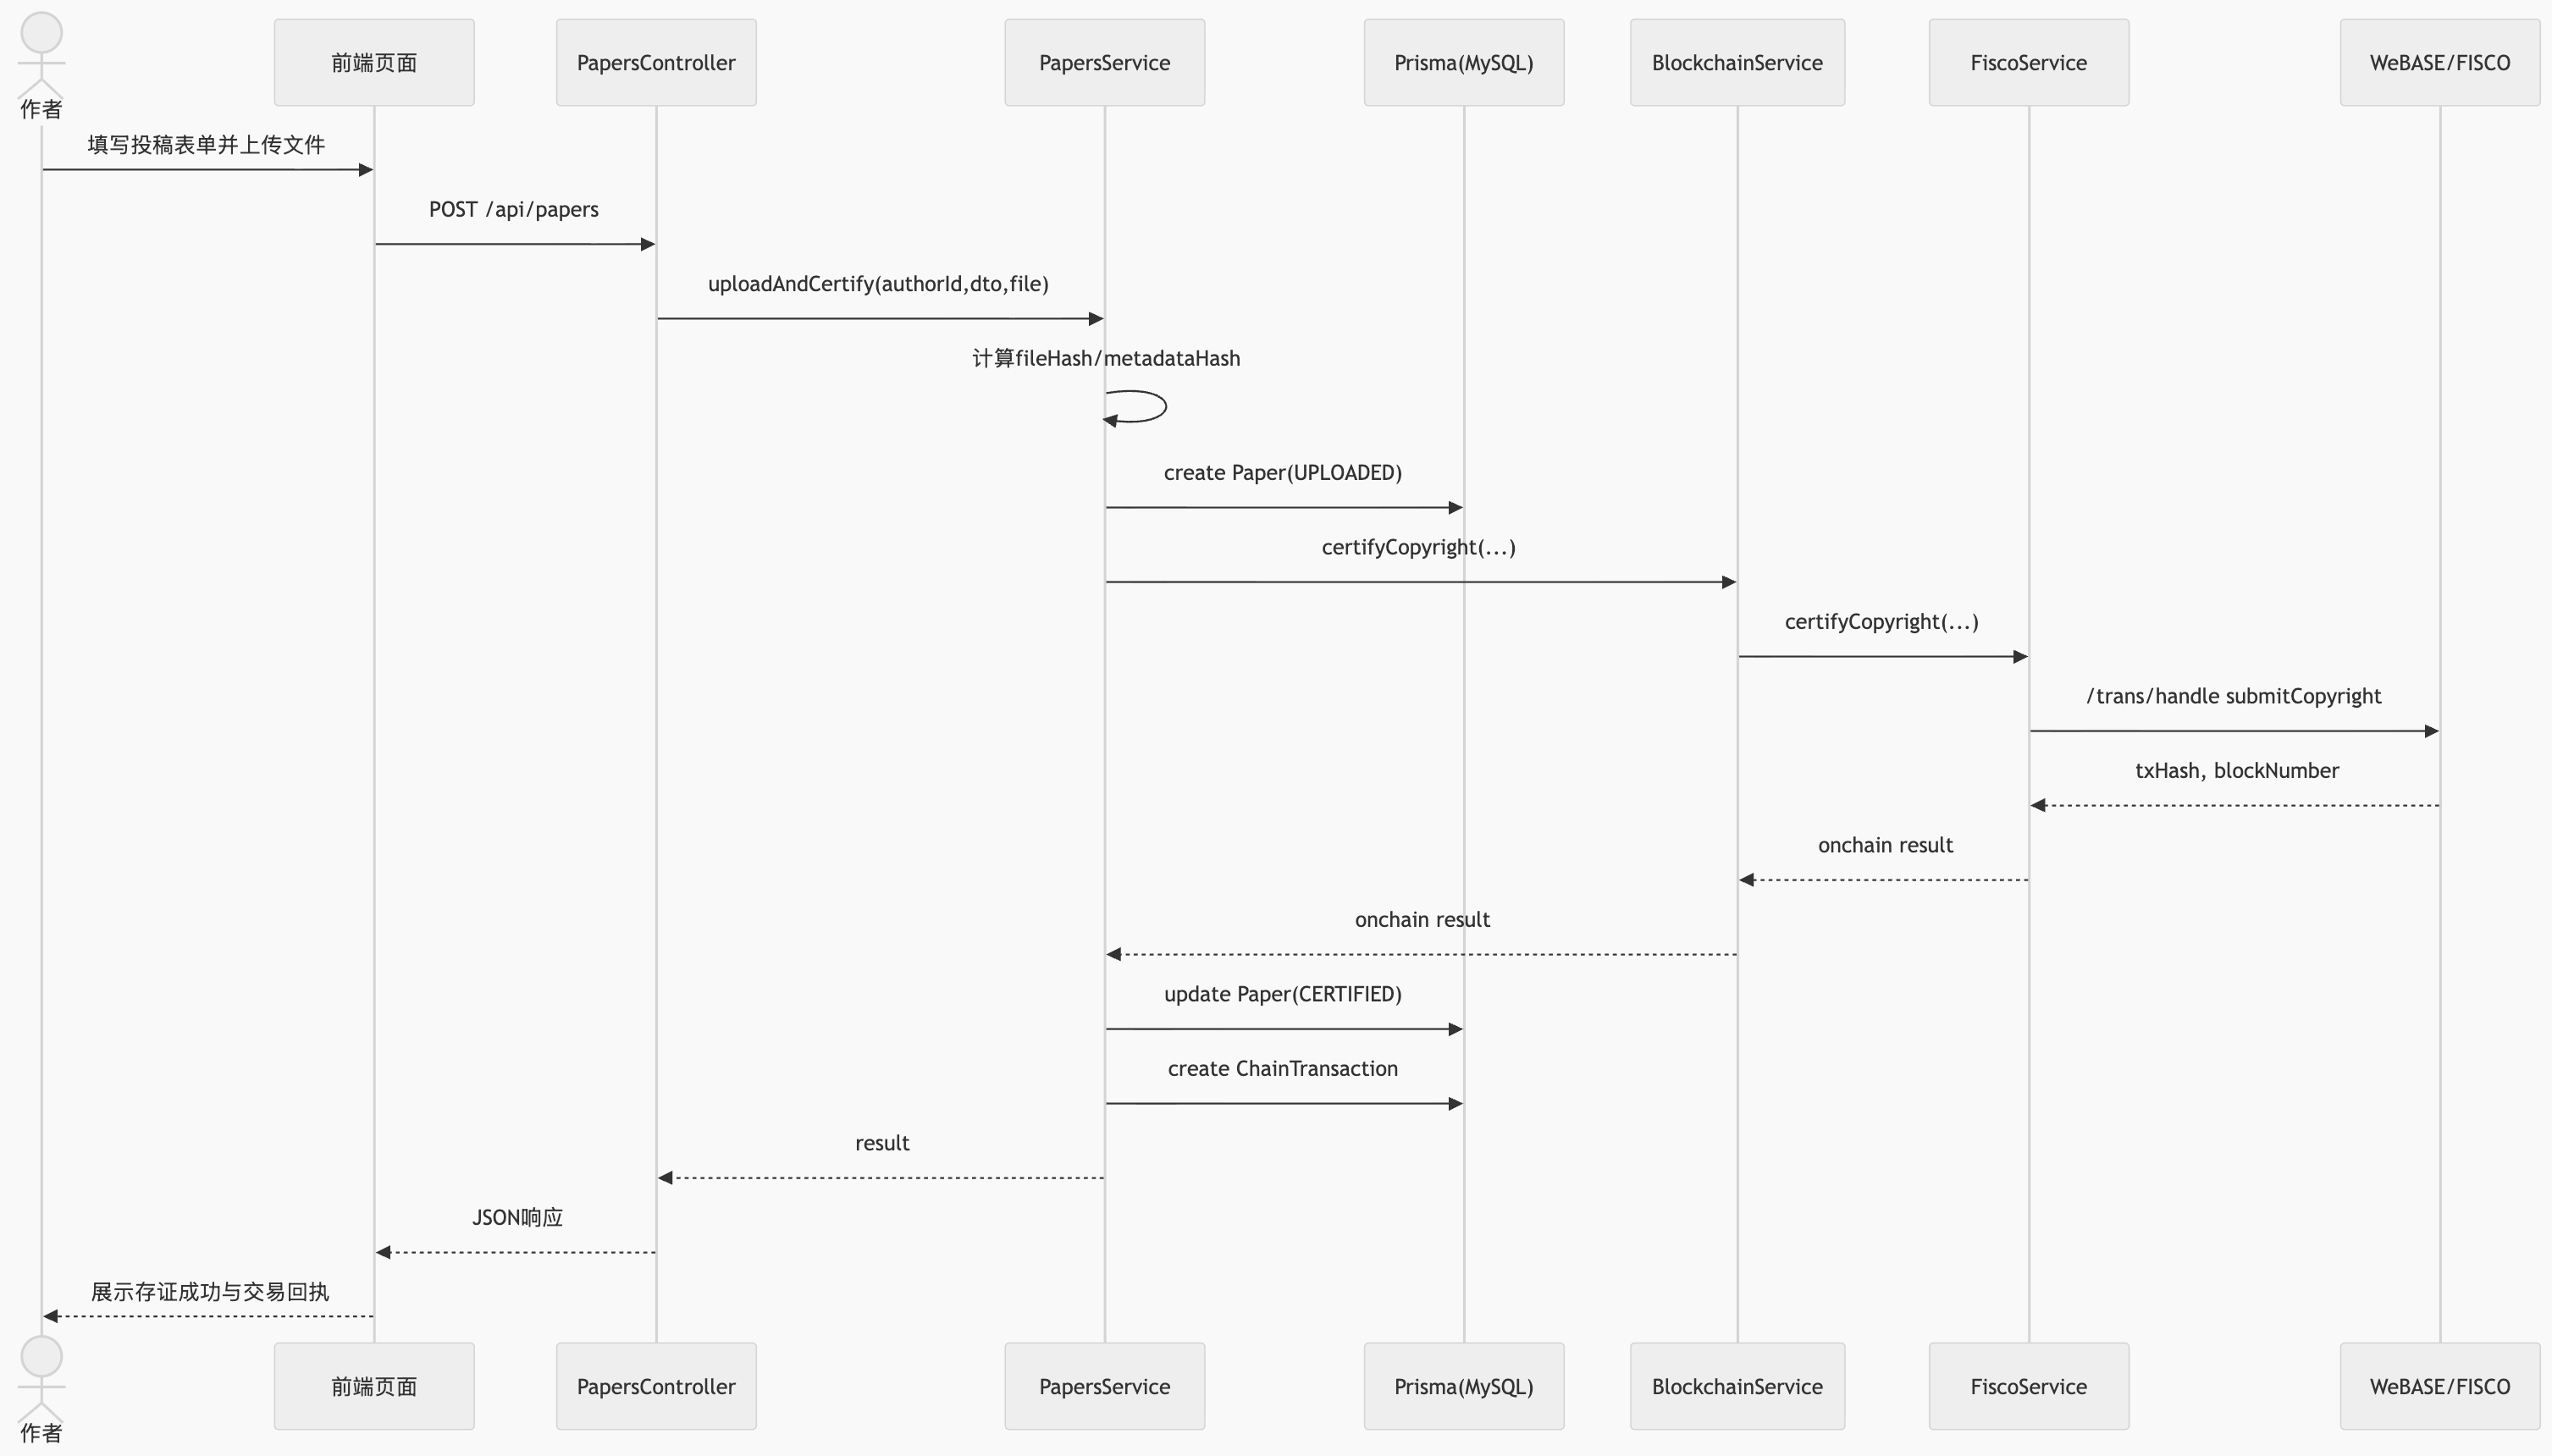 作者
前端页面
PapersController
PapersService
Prisma(MySQL)
BlockchainService
FiscoService
WeBASE/FISCO
填写投稿表单并上传文件
POST /api/papers
uploadAndCertify(authorId,dto,file)
计算fileHash/metadataHash
create Paper(UPLOADED)
certifyCopyright(...)
certifyCopyright(...)
/trans/handle submitCopyright
txHash, blockNumber
onchain result
onchain result
update Paper(CERTIFIED)
create ChainTransaction
result
JSON响应
展示存证成功与交易回执
作者
前端页面
PapersController
PapersService
Prisma(MySQL)
BlockchainService
FiscoService
WeBASE/FISCO